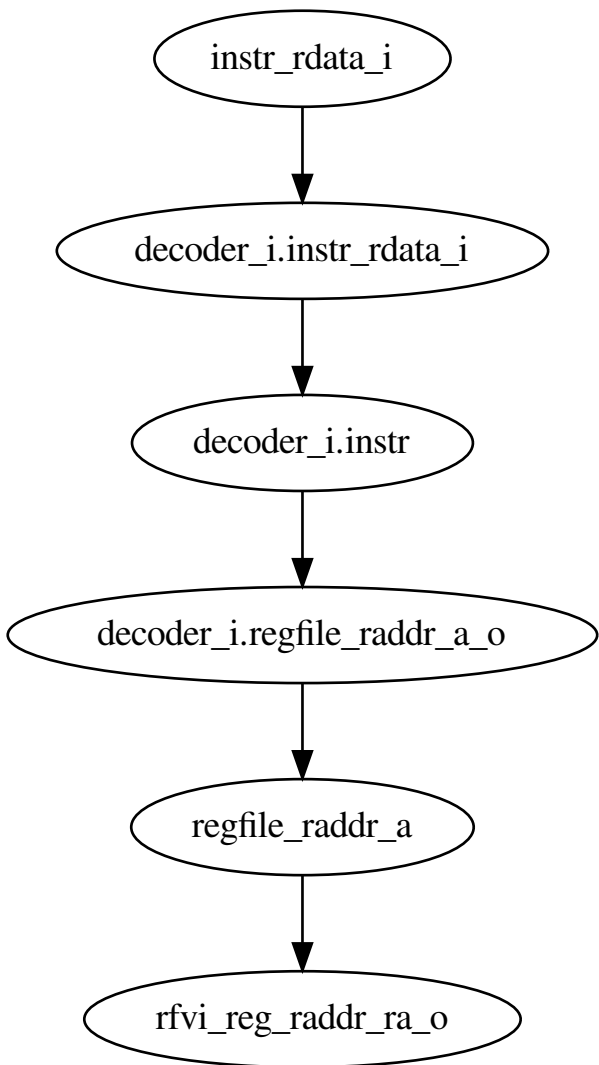 instr_rdata_i
decoder_i.instr_rdata_i
decoder_i.instr
decoder_i.regfile_raddr_a_o
regfile_raddr_a
rfvi_reg_raddr_ra_o